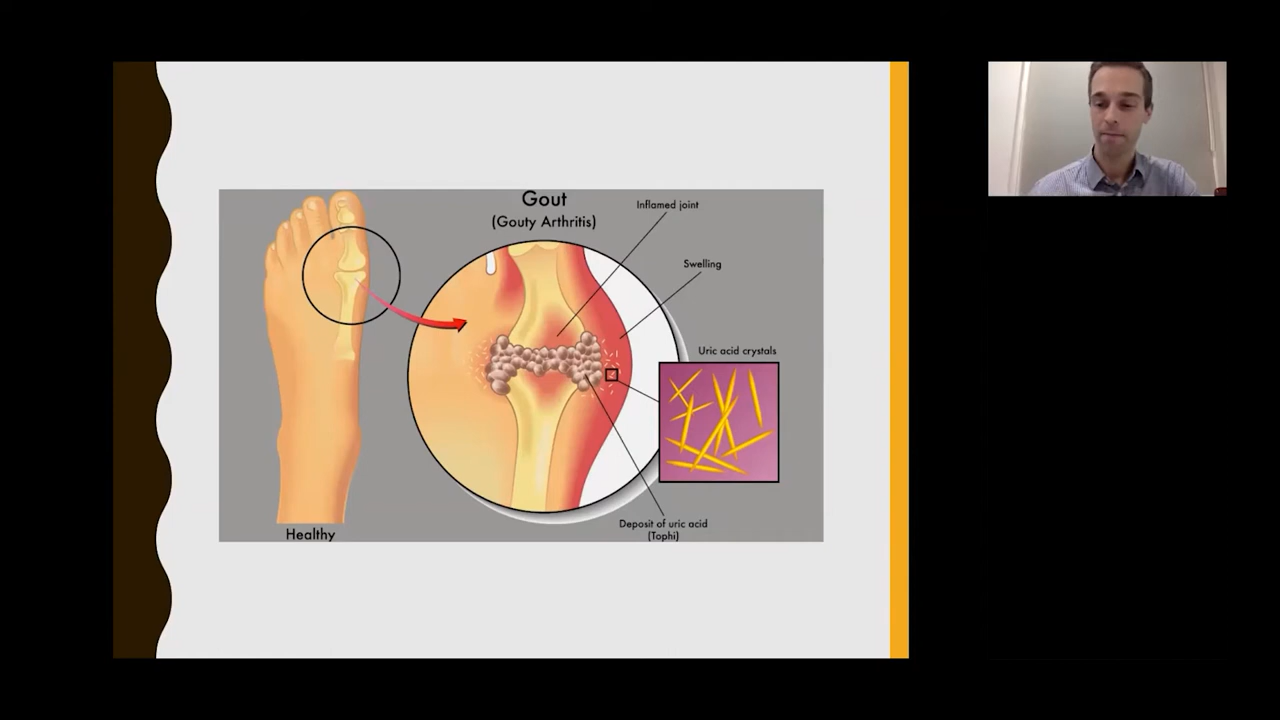 Gout
(Gouty Arthritis)
Inflamed joint
Swelling
Uric acid crystals
Deposit of uric acid
(Tophi)
Healthy